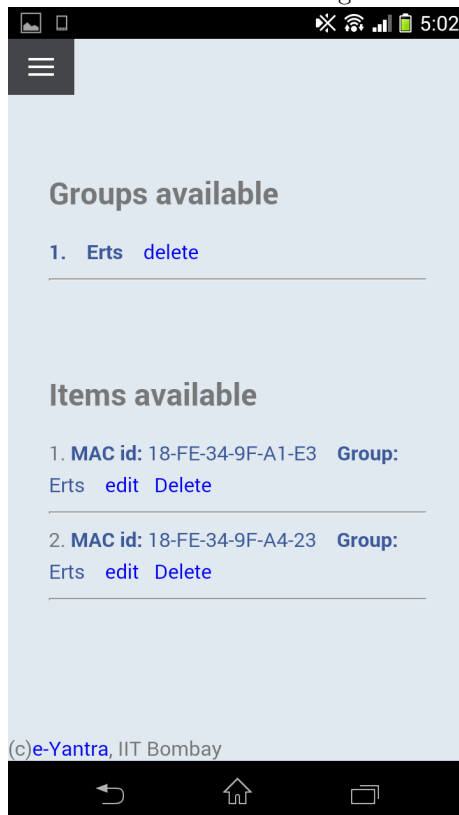 5:02
Groups available
1. Erts delete
Items available
1. MAC id: 18-FE-34-9F-A1-E3 Group:
Erts edit Delete
2. MAC id: 18-FE-34-9F-A4-23 Group:
Erts edit Delete
(c)e-Yantra, IIT Bombay